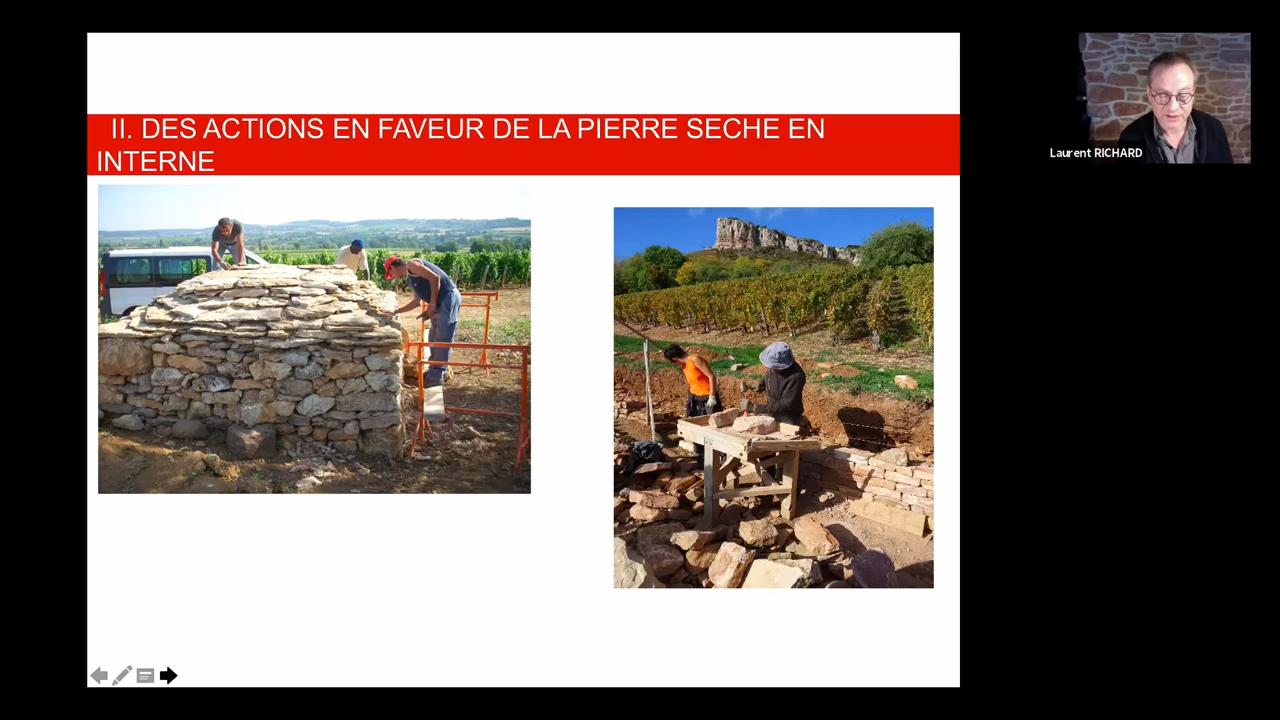 II. DES ACTIONS EN FAVEUR DE LA PIERRE SECHE EN
INTERNE
Laurent RICHARD